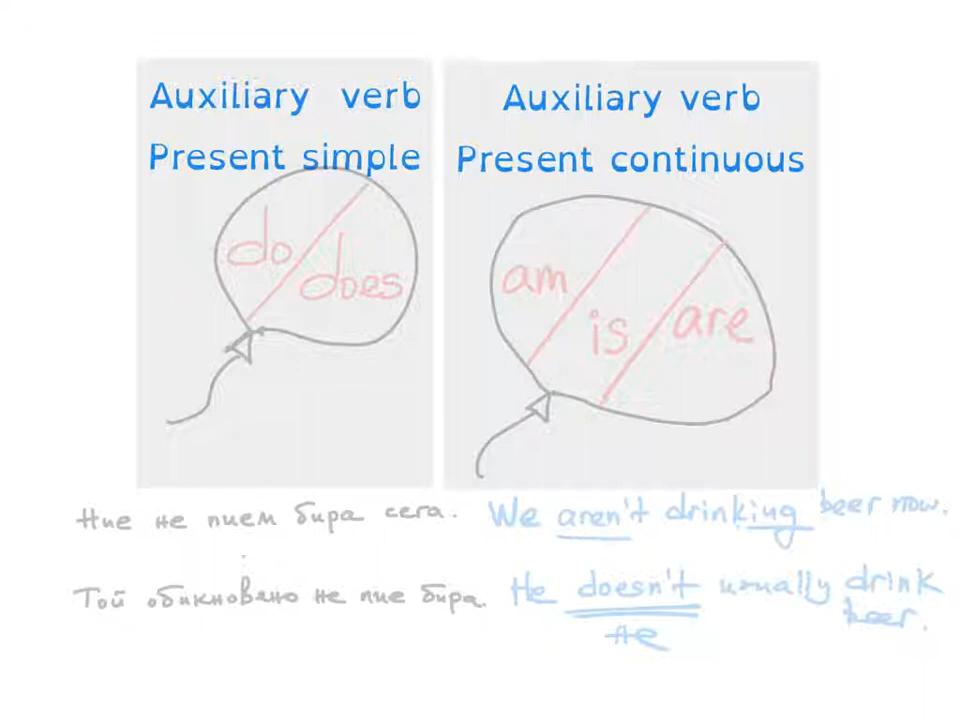 Auxiliary verb
Present simple
do/does
Auxiliary verb
Present continuous
am/is/are
Ние не пием бира сега. We aren't drinking beer now.
Той обикновено не пие бира. He doesn't usually drink
beer.
не